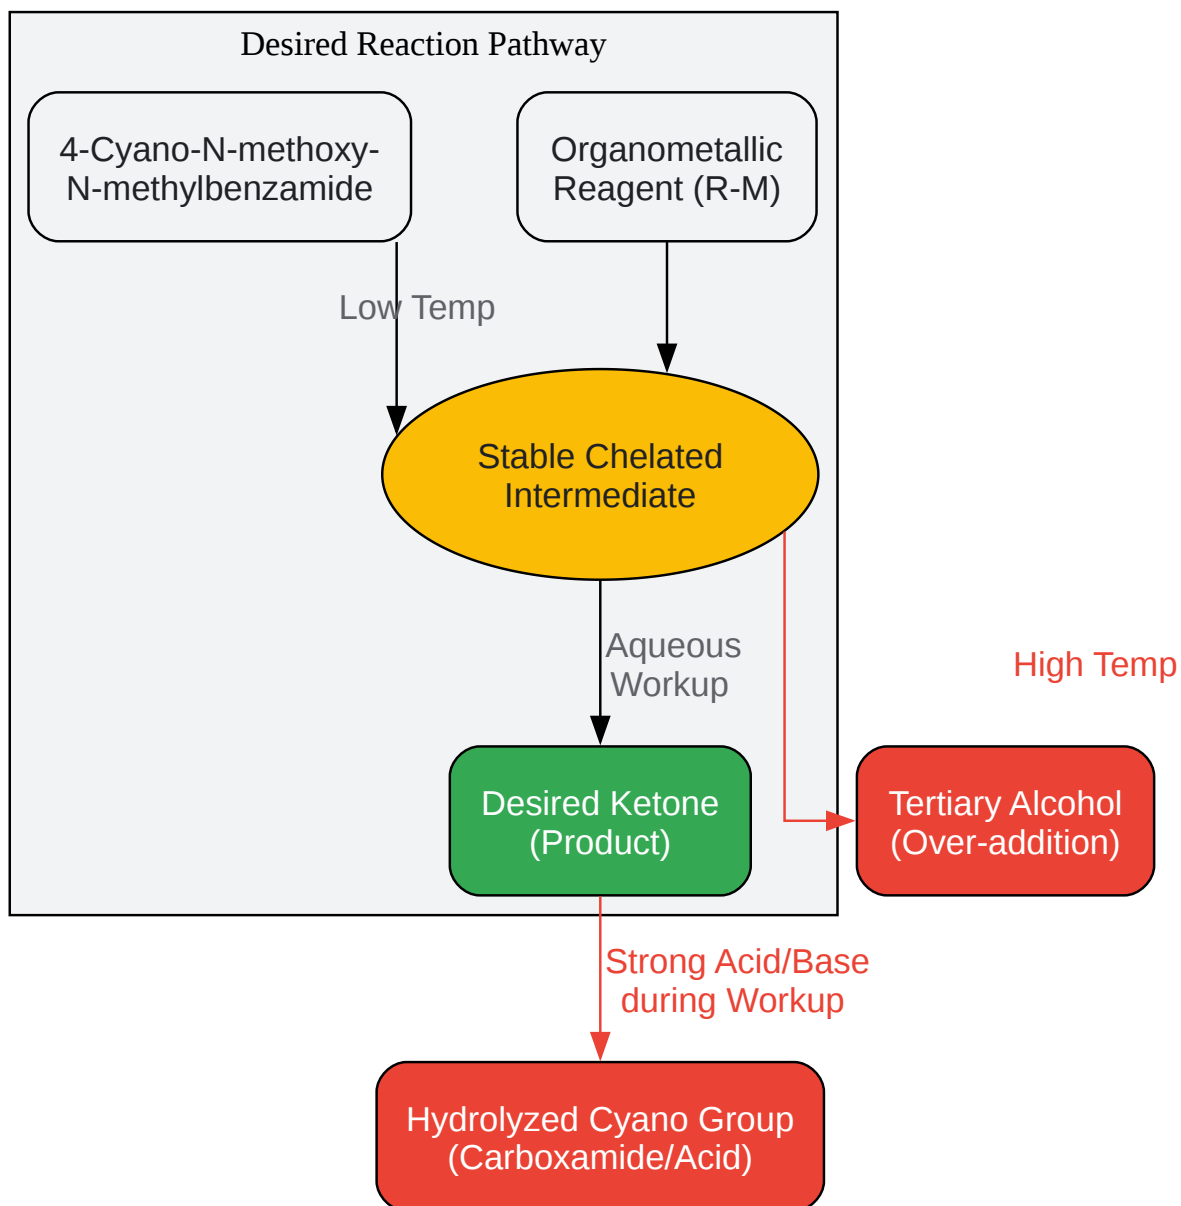 Desired Reaction Pathway
4-Cyano-N-methoxy-
N-methylbenzamide
Organometallic
Reagent (R-M)
Low Temp
Stable Chelated
Intermediate
Aqueous
Workup
High Temp
Desired Ketone
(Product)
Tertiary Alcohol
(Over-addition)
Strong Acid/Base
during Workup
Hydrolyzed Cyano Group
(Carboxamide/Acid)